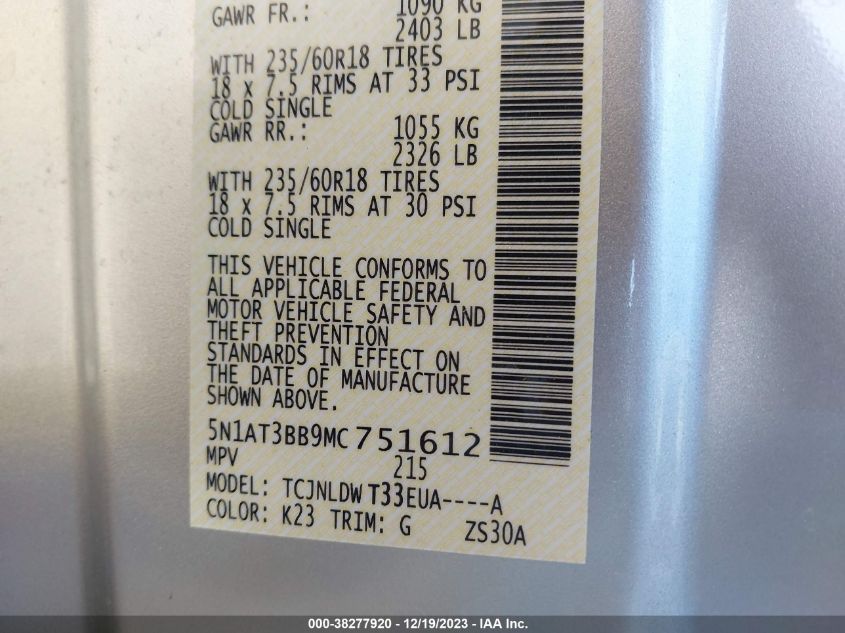 GAWR FR.: 1090 KG
2403 LB
WITH 235/60R18 TIRES
18 x 7.5 RIMS AT 33 PSI
COLD SINGLE
GAWR RR.: 1055 KG
2326 LB
WITH 235/60R18 TIRES
18 x 7.5 RIMS AT 30 PSI
COLD SINGLE
THIS VEHICLE CONFORMS TO
ALL APPLICABLE FEDERAL
MOTOR VEHICLE SAFETY AND
THEFT PREVENTION
STANDARDS IN EFFECT ON
THE DATE OF MANUFACTURE
SHOWN ABOVE.
5N1AT3BB9MC751612
MPV 215
MODEL: TCJNLDW T33EUA----A
COLOR: K23 TRIM: G ZS30A
000-38277920 - 12/19/2023 - IAA Inc.